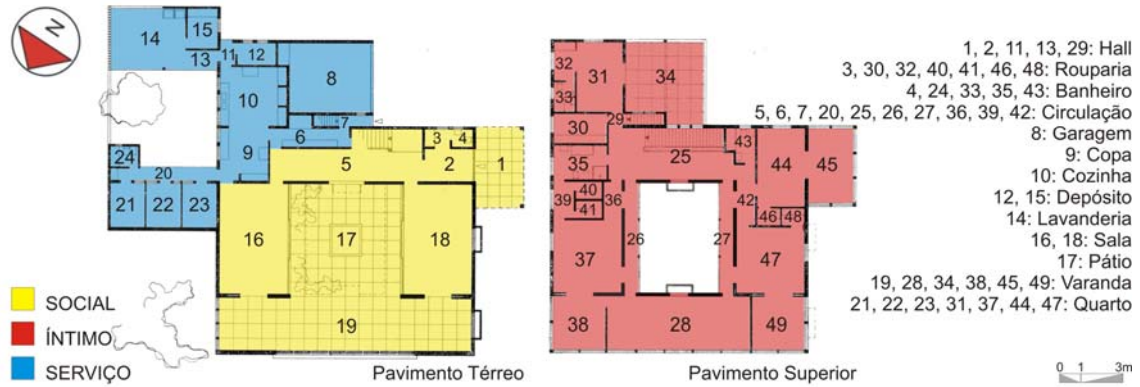 14
15
13
11
12
8
10
7
6
9
24
20
3
4
5
2
1
21
22
23
16
17
18
19
SOCIAL
ÍNTIMO
SERVIÇO
Pavimento Térreo
32
31
34
33
29
30
43
35
25
44
45
40
39
36
42
41
46
48
26
27
37
47
38
28
49
Pavimento Superior
1, 2, 11, 13, 29: Hall
3, 30, 32, 40, 41, 46, 48: Rouparia
4, 24, 33, 35, 43: Banheiro
5, 6, 7, 20, 25, 26, 27, 36, 39, 42: Circulação
8: Garagem
9: Copa
10: Cozinha
12, 15: Depósito
14: Lavanderia
16, 18: Sala
17: Pátio
19, 28, 34, 38, 45, 49: Varanda
21, 22, 23, 31, 37, 44, 47: Quarto
0 1 3m